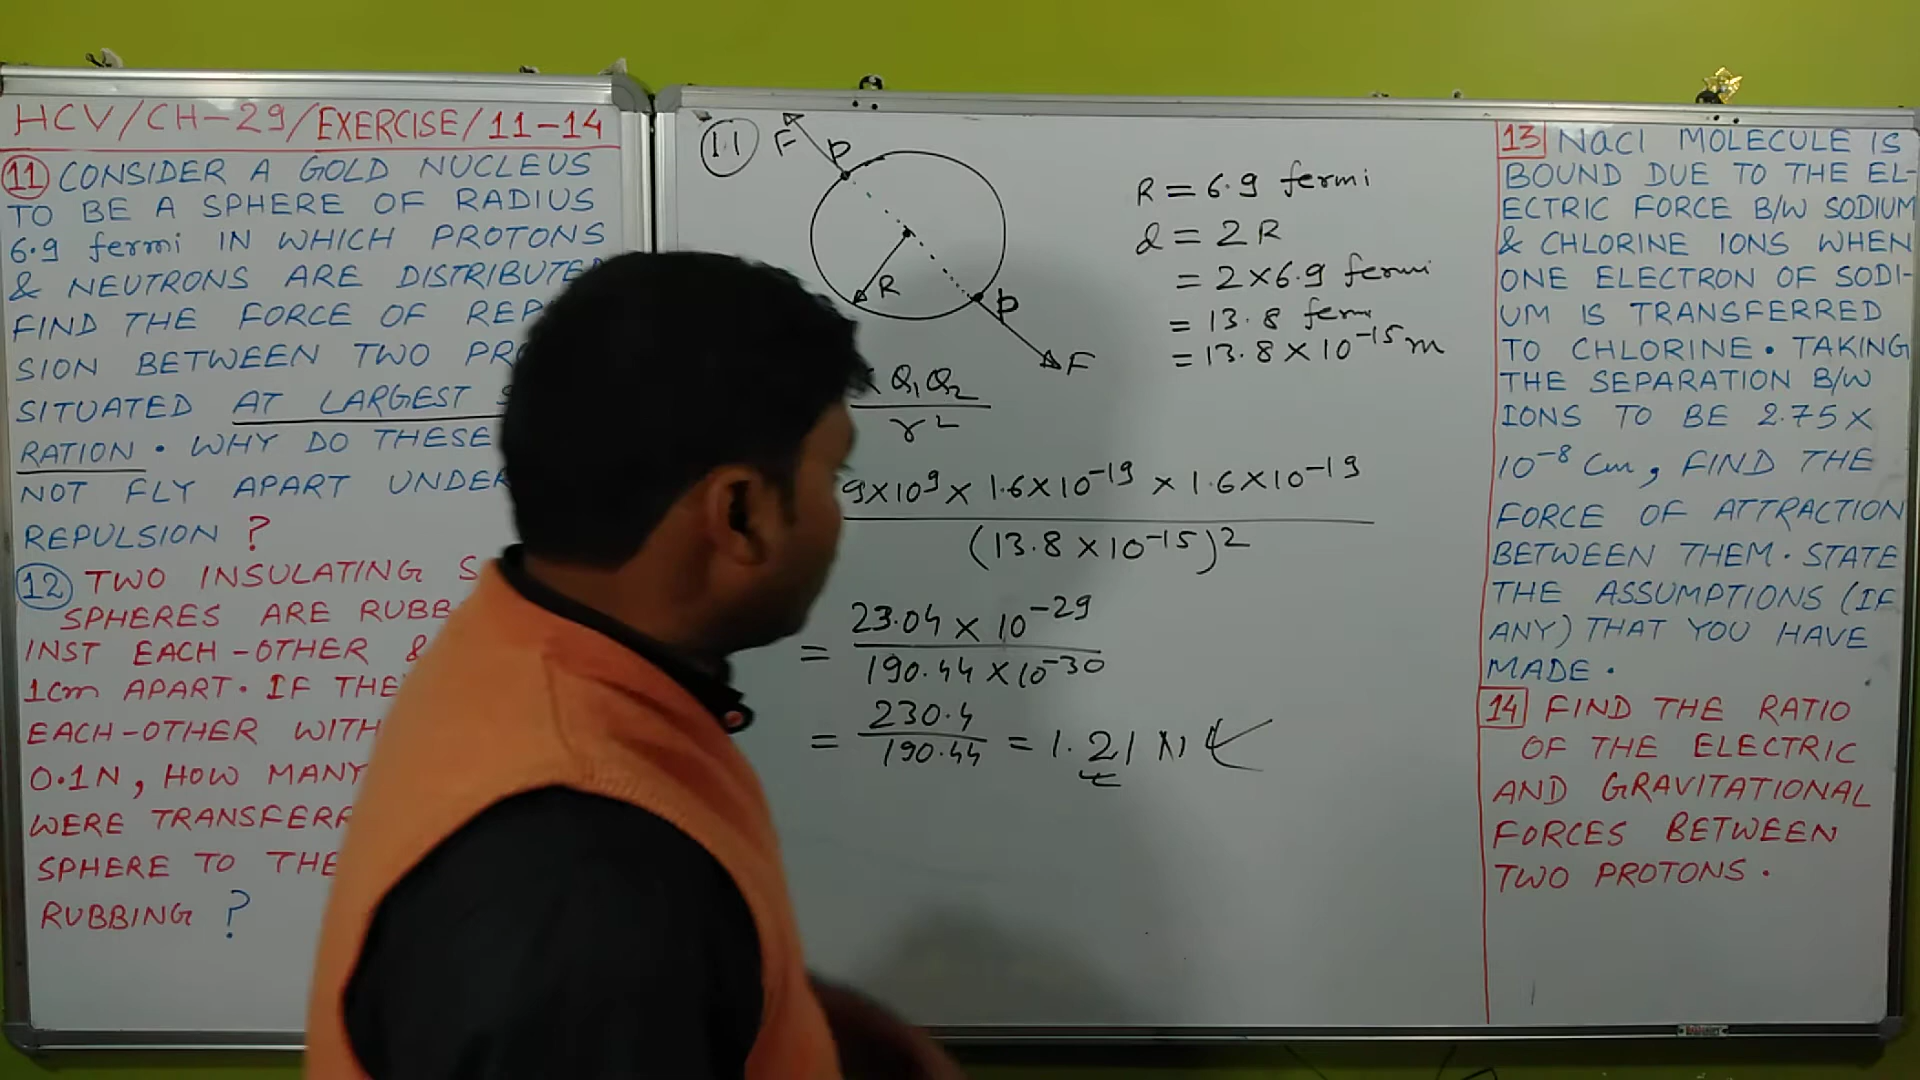 HCV/CH-29/EXERCISE/11-14
11 CONSIDER A GOLD NUCLEUS
TO BE A SPHERE OF RADIUS
6.9 fermi IN WHICH PROTONS
& NEUTRONS ARE DISTRIBUTE
FIND THE FORCE OF REP
SION BETWEEN TWO PR
SITUATED AT LARGEST
RATION. WHY DO THESE
NOT FLY APART UNDER
REPULSION ?
12 TWO INSULATING S
SPHERES ARE RUBB
INST EACH-OTHER &
1cm APART. IF THE
EACH-OTHER WITH
0.1N, HOW MANY
WERE TRANSFERR
SPHERE TO THE
RUBBING ?
11
F P
R
p
F
R = 6.9 fermi
d = 2R
= 2×6.9 fermi
= 13.8 fermi
= 13.8 × 10⁻¹⁵ m
Q₁Q₂
r²
9×10⁹ × 1.6×10⁻¹⁹ × 1.6×10⁻¹⁹
(13.8 × 10⁻¹⁵)²
= 23.04 × 10⁻²⁹
190.44 × 10⁻³⁰
= 230.4
190.44 = 1.21 N
13 NaCl MOLECULE IS
BOUND DUE TO THE EL-
ECTRIC FORCE B/W SODIUM
& CHLORINE IONS WHEN
ONE ELECTRON OF SODI-
UM IS TRANSFERRED
TO CHLORINE. TAKING
THE SEPARATION B/W
IONS TO BE 2.75×
10⁻⁸ Cm, FIND THE
FORCE OF ATTRACTION
BETWEEN THEM. STATE
THE ASSUMPTIONS (IF
ANY) THAT YOU HAVE
MADE.
14 FIND THE RATIO
OF THE ELECTRIC
AND GRAVITATIONAL
FORCES BETWEEN
TWO PROTONS.